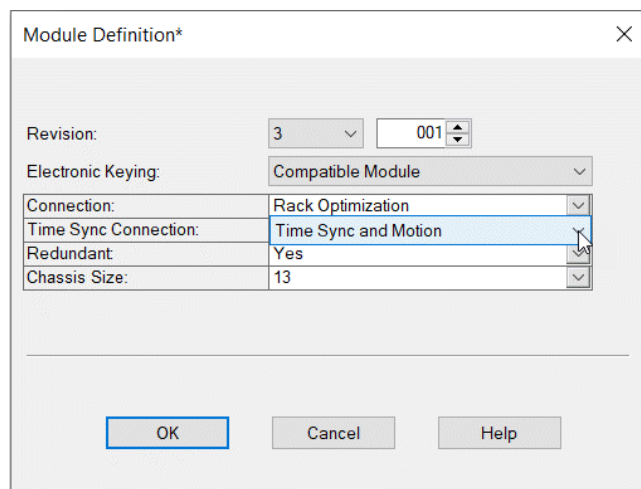 Module Definition*
Revision: 3 001
Electronic Keying: Compatible Module
Connection: Rack Optimization
Time Sync Connection: Time Sync and Motion
Redundant: Yes
Chassis Size: 13
OK Cancel Help